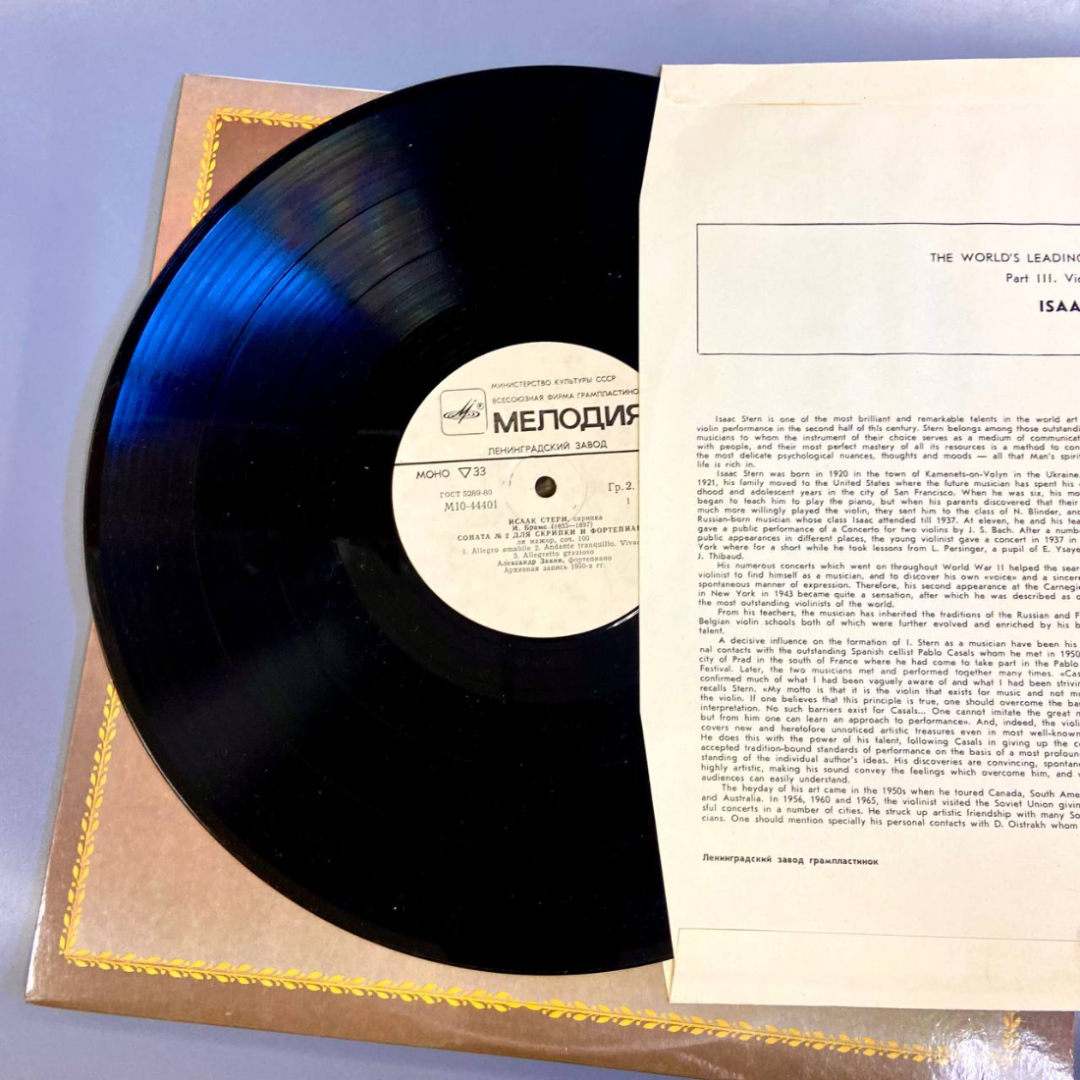 МИНИСТЕРСТВО КУЛЬТУРЫ СССР
ВСЕСОЮЗНАЯ ФИРМА ГРАМПЛАСТИНО
МЕЛОДИЯ
ЛЕНИНГРАДСКИЙ ЗАВОД
МОНО 33
ГОСТ 5289-80
Гр.2.
М10-44401
1
ИСААК СТЕРН, скрипка
И. Брамс (1833—1897)
СОНАТА № 2 ДЛЯ СКРИПКИ И ФОРТЕПИАН
ля мажор, соч. 100
1. Allegro amabile 2. Andante tranquillo. Vivac
3. Allegretto grazioso
Александр Закин, фортепиано
Архивная запись 1950-х гг.
THE WORLD'S LEADING
Part III.
ISAA
Isaac Stern is one of the most brilliant and remarkable talents in the world art
violin performance in the second half of this century. Stern belongs among those outstandi
musicians to whom the instrument of their choice serves as a medium of communicat
with people, and their most perfect mastery of all its resources is a method to con
the most delicate psychological nuances, thoughts and moods — all that Man's spiri
life is rich in.
Isaac Stern was born in 1920 in the town of Kamenets-on-Volyn in the Ukraine
1921, his family moved to the United States where the future musician has spent his
dhood and adolescent years in the city of San Francisco. When he was six, his mo
began to teach him to play the piano, but when his parents discovered that he
much more willingly played the violin, they sent him to the class of N. Blinder, an
Russian-born musician whose class Isaac attended till 1937. At eleven, he and his tea
gave a public performance of a Concerto for two violins by J. S. Bach. After a numb
public appearances in different places, the young violinist gave a concert in 1937 in
York where for a short while he took lessons from L. Persinger, a pupil of E. Ysaye
J. Thibaud.
His numerous concerts which went on throughout World War II helped the sear
violinist to find himself as a musician, and to discover his own «voice» and a sincer
spontaneous manner of expression. Therefore, his second appearance at the Carnegie
in New York in 1943 became quite a sensation, after which he was described as o
the most outstanding violinists of the world.
From his teachers, the musician has inherited the traditions of the Russian and F
Belgian violin schools both of which were further evolved and enriched by his b
talent.
A decisive influence on the formation of I. Stern as a musician have been his
nal contacts with the outstanding Spanish cellist Pablo Casals whom he met in 1950
city of Prad in the south of France where he had come to take part in the Pablo
Festival. Later, the two musicians met and performed together many times. «Cas
confirmed much of what I had been vaguely aware of and what I had been strivin
recalls Stern. «My motto is that it is the violin that exists for music and not mu
the violin. If one believes that this principle is true, one should overcome the ba
interpretation. No such barriers exist for Casals... One cannot imitate the great m
but from him one can learn an approach to performance». And, indeed, the violi
covers new and heretofore unnoticed artistic treasures even in most well-known
He does this with the power of his talent, following Casals in giving up the c
accepted tradition-bound standards of performance on the basis of a most profoun
standing of the individual author's ideas. His discoveries are convincing, spontan
highly artistic, making his sound convey the feelings which overcome him, and w
audiences can easily understand.
The heyday of his art came in the 1950s when he toured Canada, South Ame
and Australia. In 1956, 1960 and 1965, the violinist visited the Soviet Union givin
sful concerts in a number of cities. He struck up artistic friendship with many So
cians. One should mention specially his personal contacts with D. Oistrakh whom
Ленинградский завод грампластинок